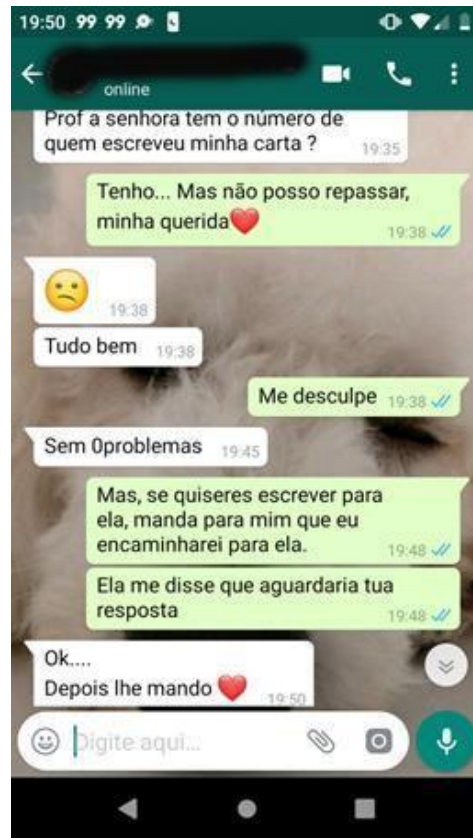 19:50 99 99
online
Prof a senhora tem o número de
quem escreveu minha carta ? 19:35
Tenho... Mas não posso repassar,
minha querida❤️ 19:38
😕 19:38
Tudo bem 19:38
Me desculpe 19:38
Sem 0problemas 19:45
Mas, se quiseres escrever para
ela, manda para mim que eu
encaminharei para ela. 19:48
Ela me disse que aguardaria tua
resposta 19:48
Ok....
Depois lhe mando ❤️ 19:50
Digite aqui...